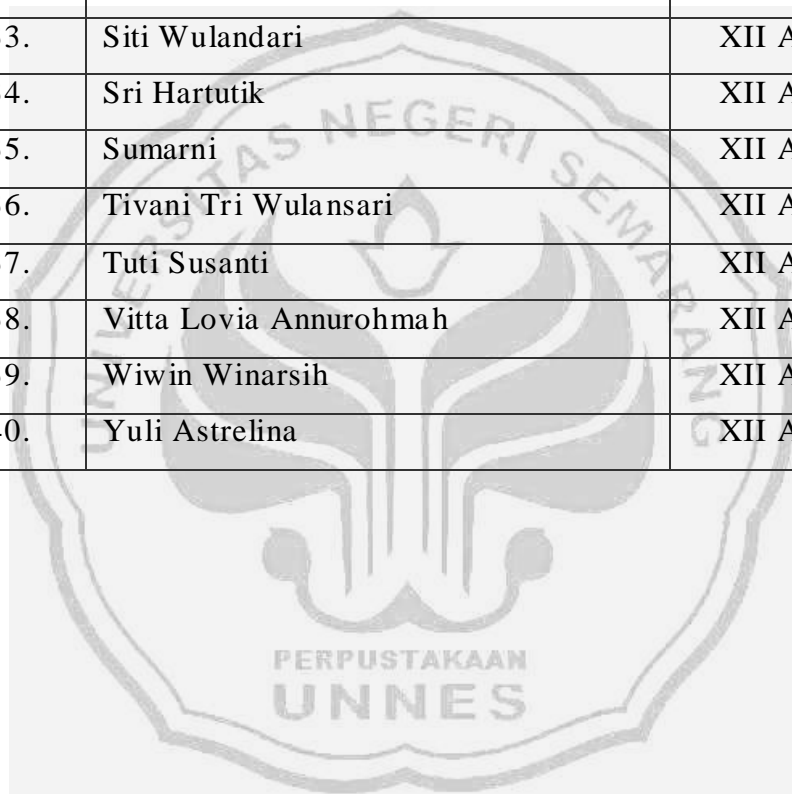 3. Siti Wulandari XII A
4. Sri Hartutik XII A
5. Sumarni XII A
6. Tivani Tri Wulansari XII A
7. Tuti Susanti XII A
8. Vitta Lovia Annurohmah XII A
9. Wiwin Winarsih XII A
0. Yuli Astrelina XII A
UNIVERSITAS NEGERI SEMARANG
PERPUSTAKAAN
UNNES